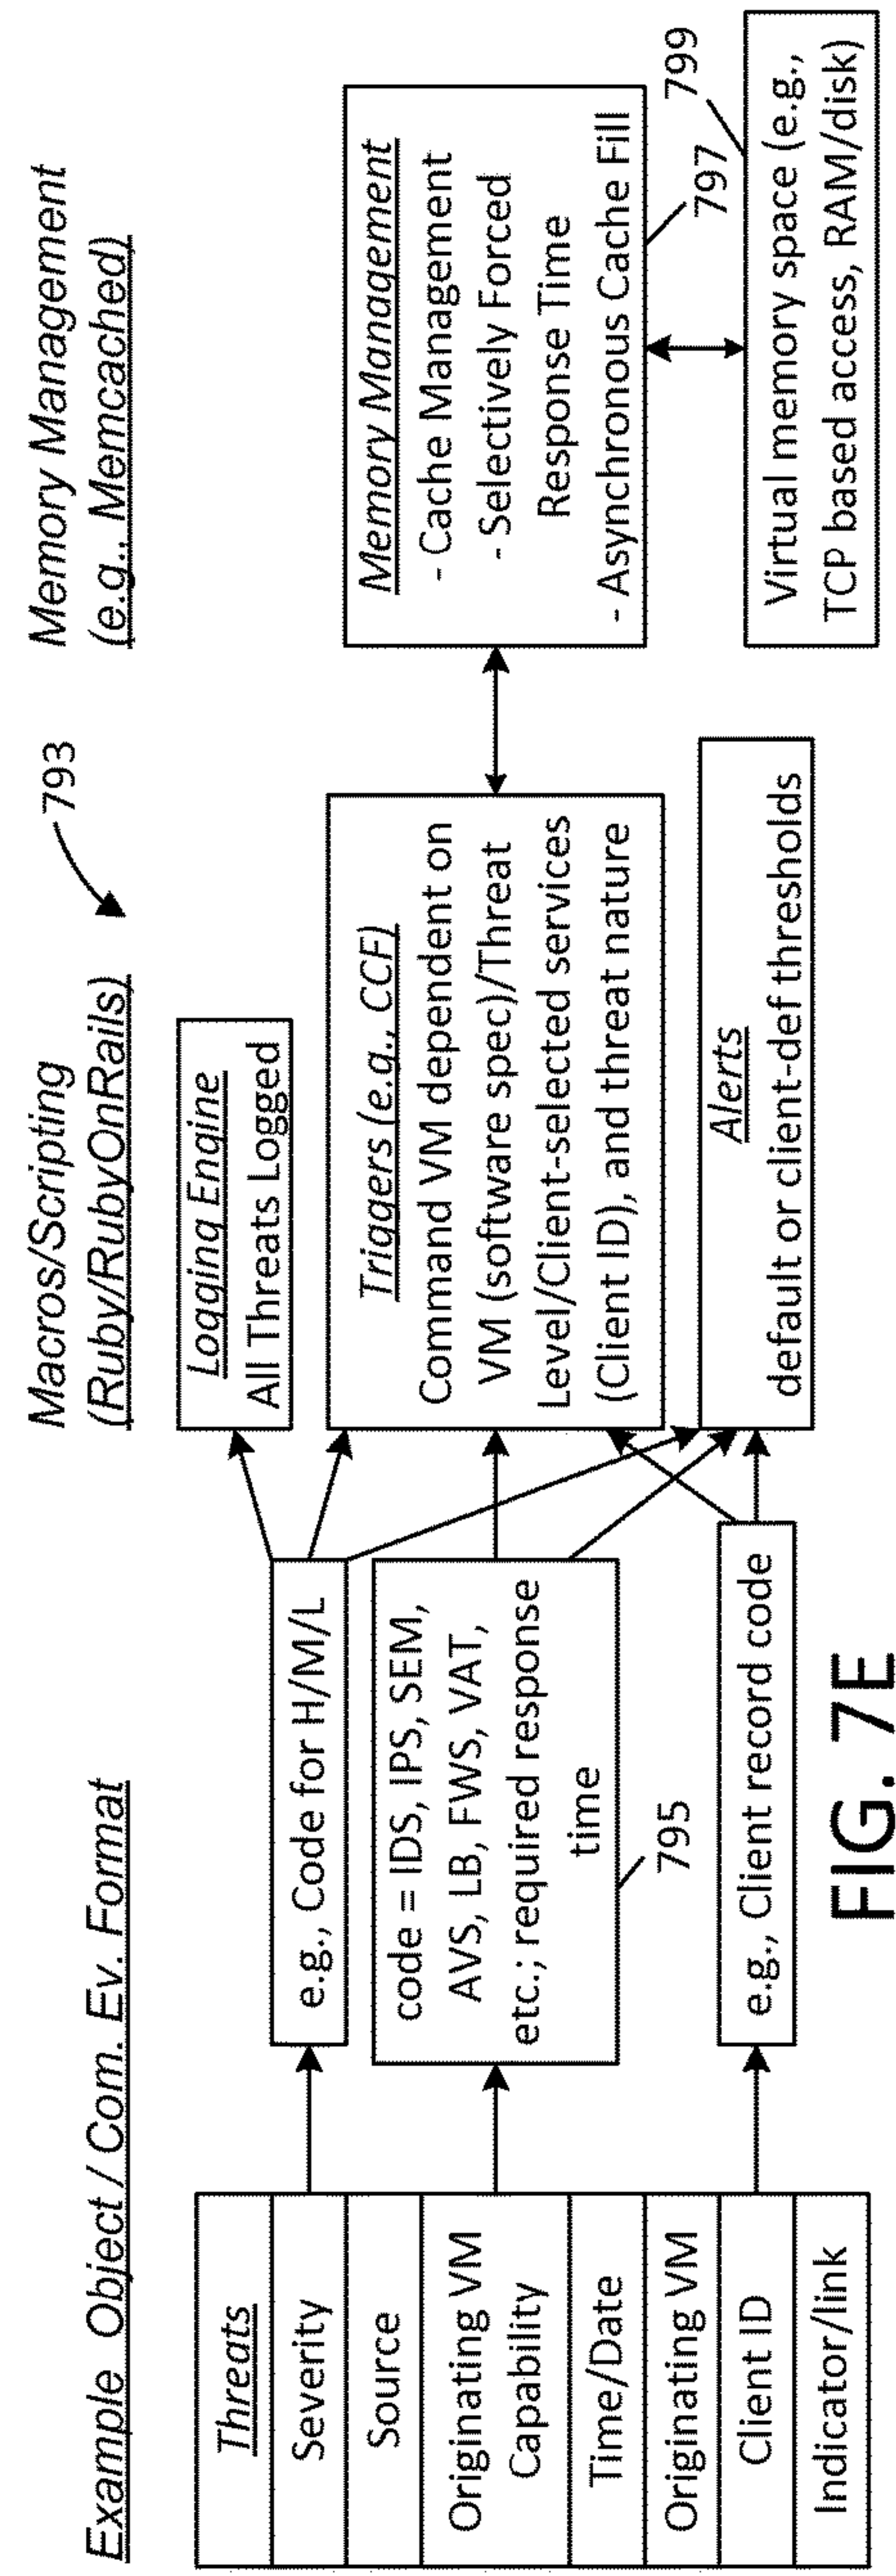 Example Object / Com. Ev. Format
Threats
Severity
Source
Originating VM
Capability
Time/Date
Originating VM
Client ID
Indicator/link
e.g., Code for H/M/L
code = IDS, IPS, SEM,
AVS, LB, FWS, VAT,
etc.; required response
time
795
e.g., Client record code
Macros/Scripting
(Ruby/RubyOnRails)
793
Logging Engine
All Threats Logged
Triggers (e.g., CCF)
Command VM dependent on
VM (software spec)/Threat
Level/Client-selected services
(Client ID), and threat nature
Alerts
default or client-def thresholds
Memory Management
(e.g., Memcached)
Memory Management
- Cache Management
- Selectively Forced
Response Time
- Asynchronous Cache Fill
797
799
Virtual memory space (e.g.,
TCP based access, RAM/disk)
FIG. 7E